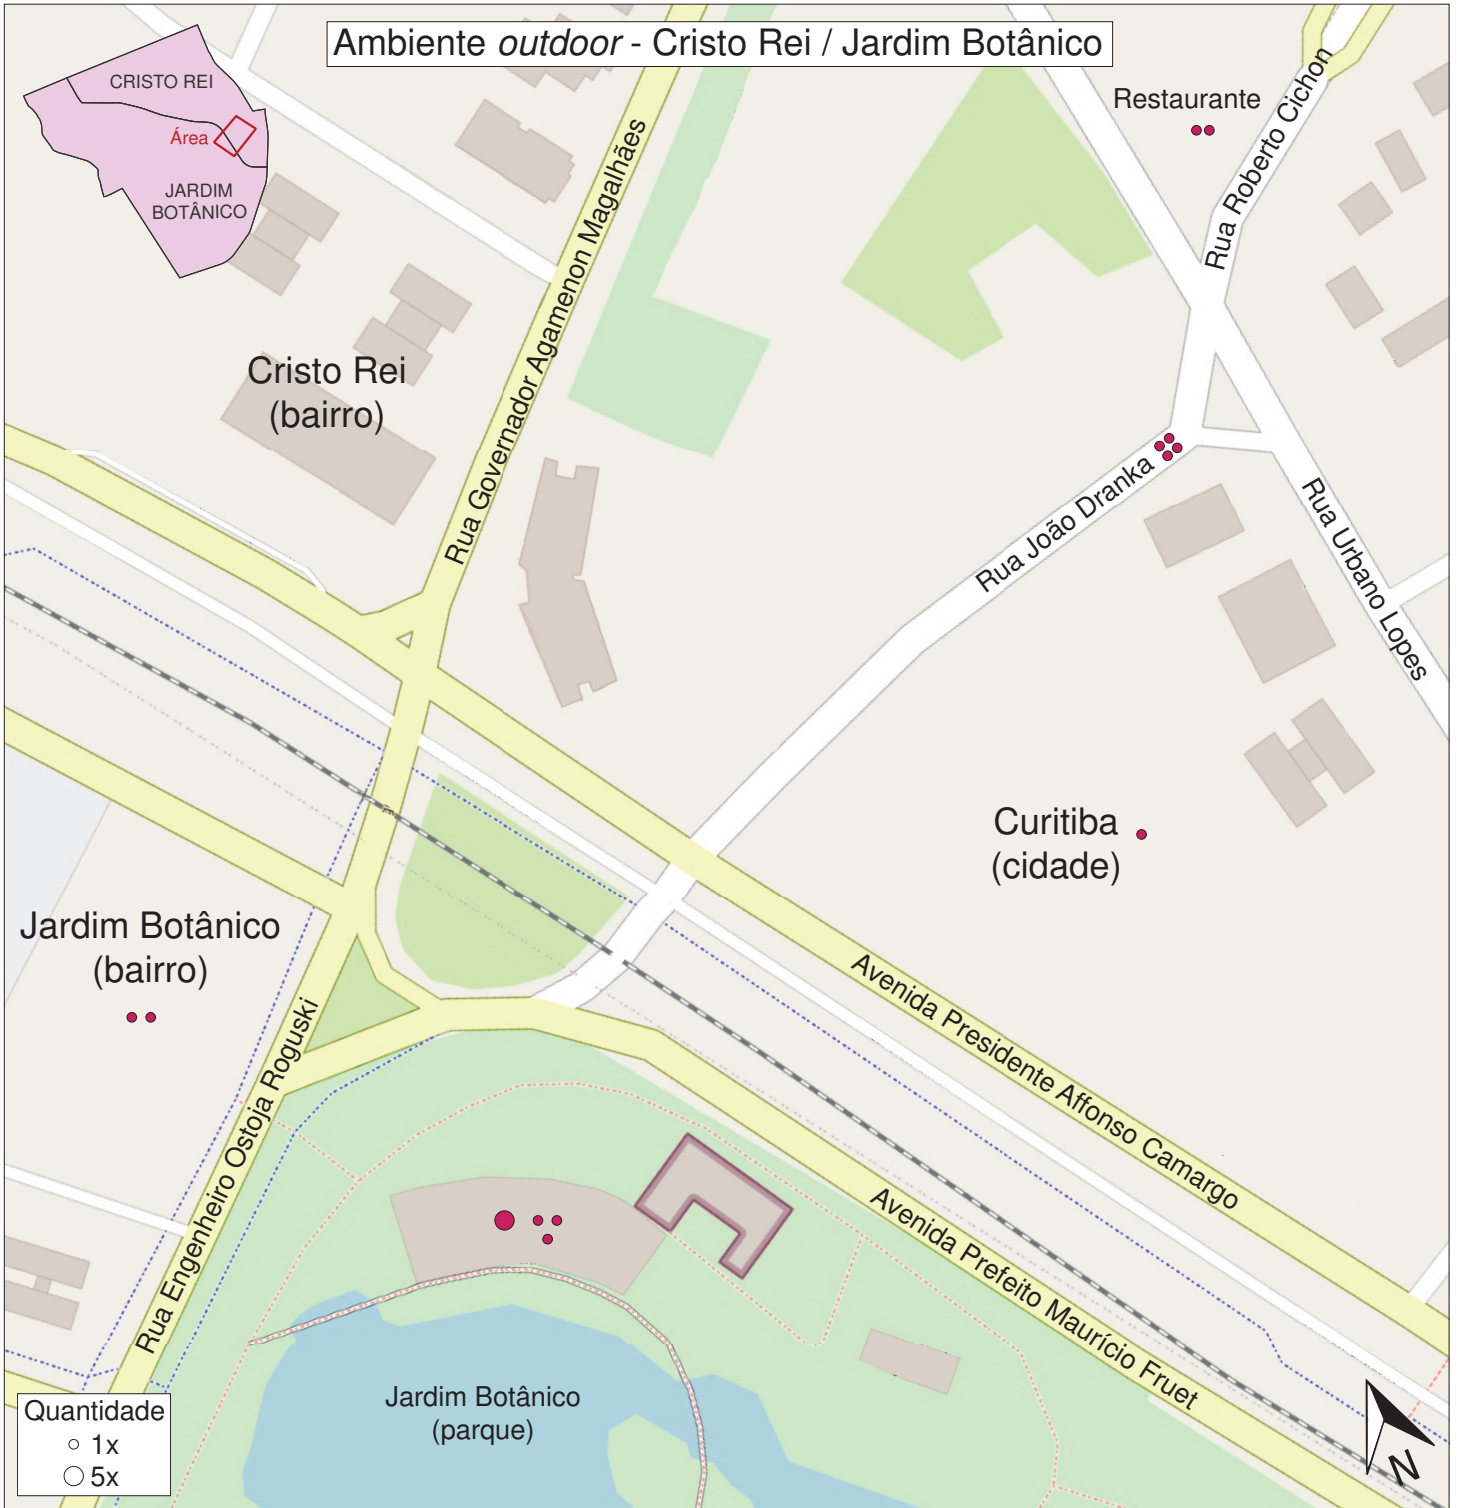 Ambiente outdoor - Cristo Rei / Jardim Botânico
CRISTO REI
Área
JARDIM
BOTÂNICO
Restaurante
Rua Roberto Cichon
Rua Governador Agamenon Magalhães
Cristo Rei
(bairro)
Rua João Dranka
Rua Urbano Lopes
Curitiba
(cidade)
Jardim Botânico
(bairro)
Avenida Presidente Affonso Camargo
Rua Engenheiro Ostoja Roguski
Avenida Prefeito Maurício Fruet
Jardim Botânico
(parque)
Quantidade
1x
5x
N